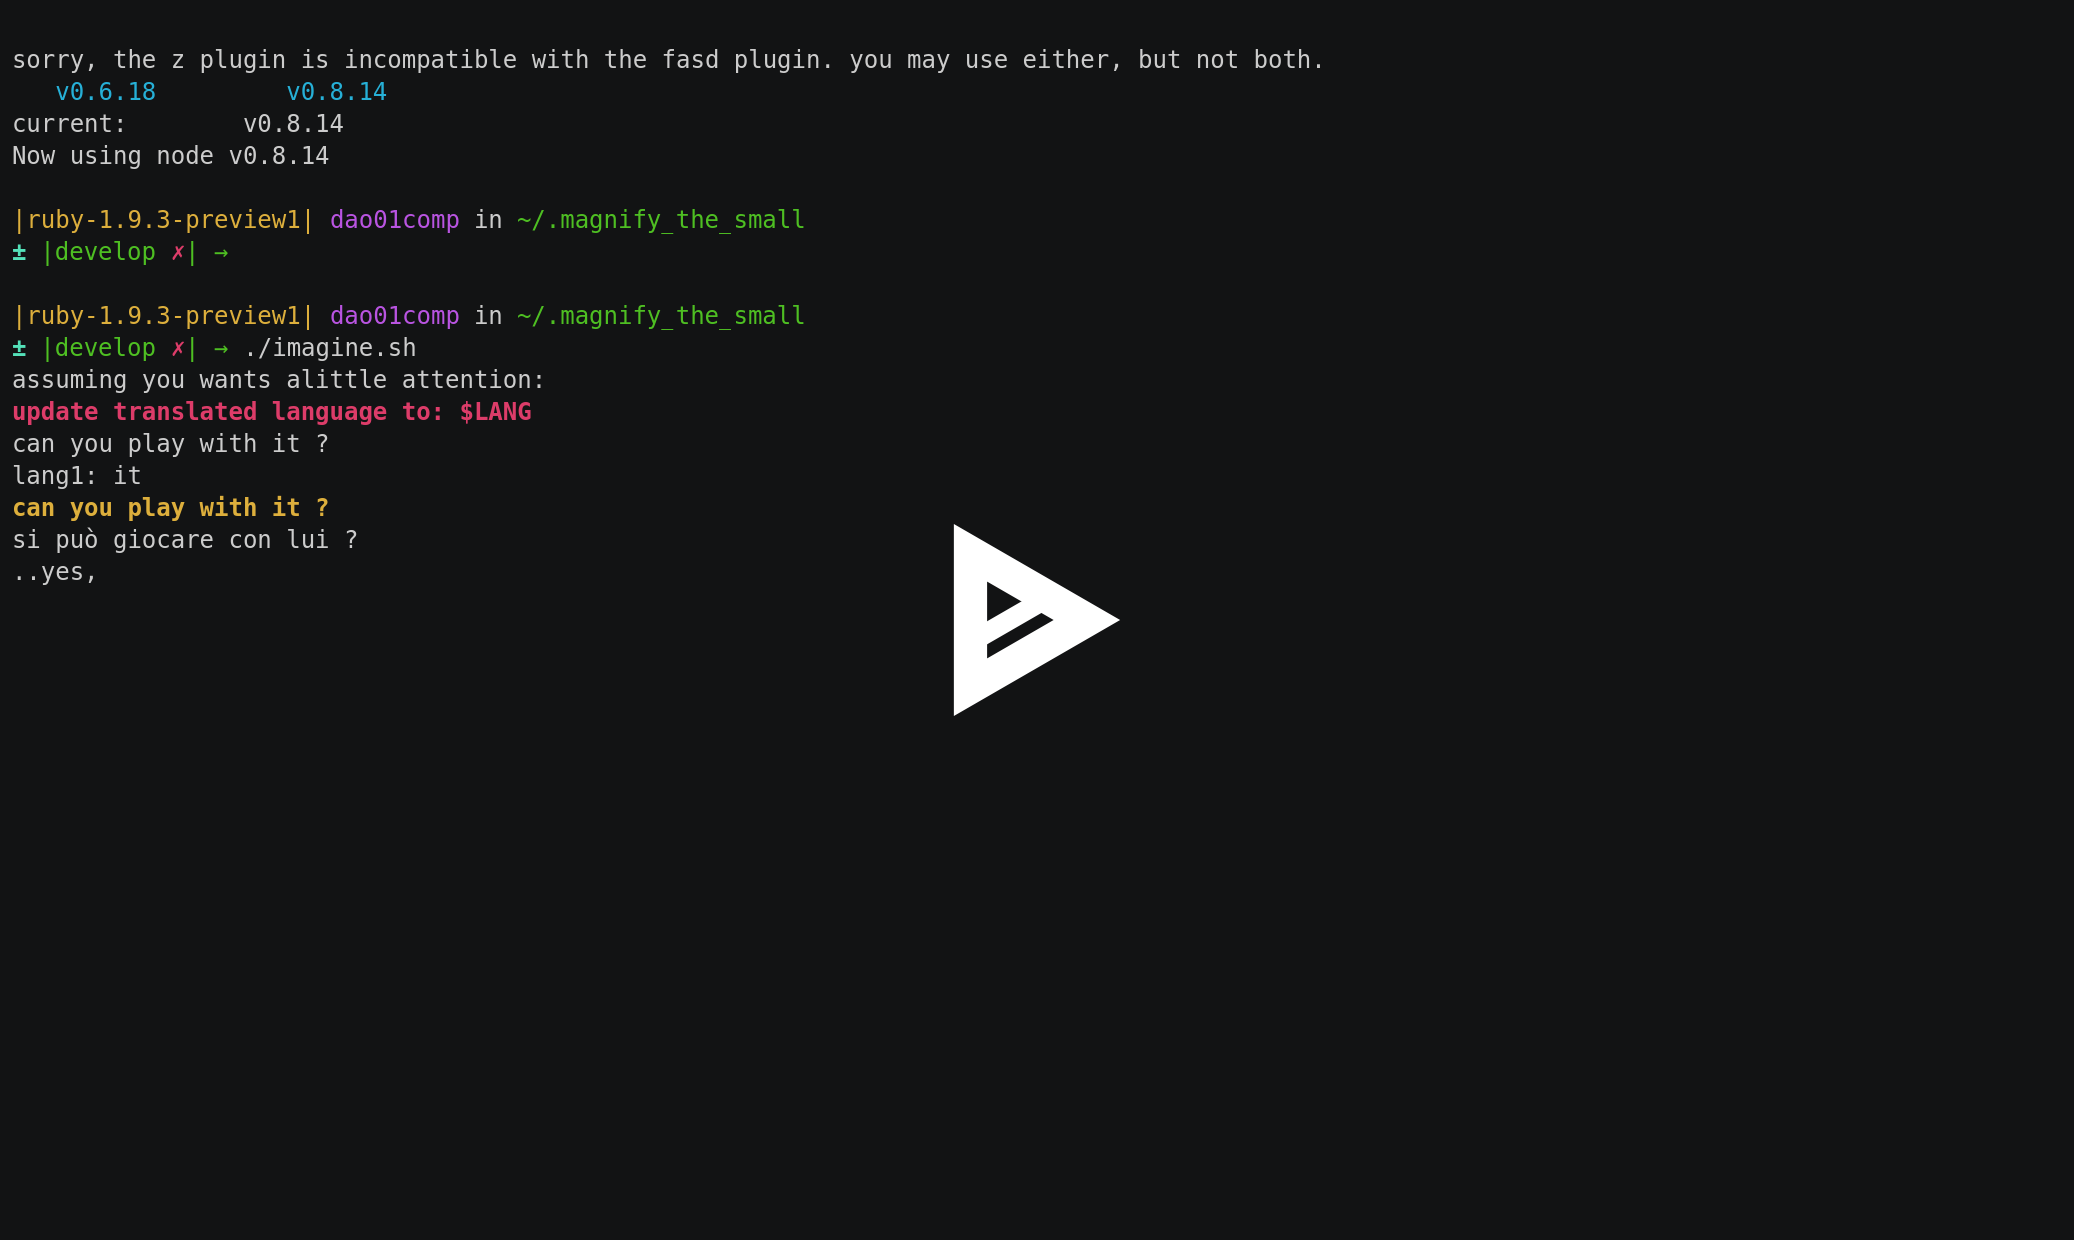 sorry, the z plugin is incompatible with the fasd plugin. you may use either, but not both.
   v0.6.18         v0.8.14
current:        v0.8.14
Now using node v0.8.14
|ruby-1.9.3-preview1| dao01comp in ~/.magnify_the_small
± |develop ✗| →
|ruby-1.9.3-preview1| dao01comp in ~/.magnify_the_small
± |develop ✗| → ./imagine.sh
assuming you wants alittle attention:
update translated language to: $LANG
can you play with it ?
lang1: it
can you play with it ?
si può giocare con lui ?
..yes,